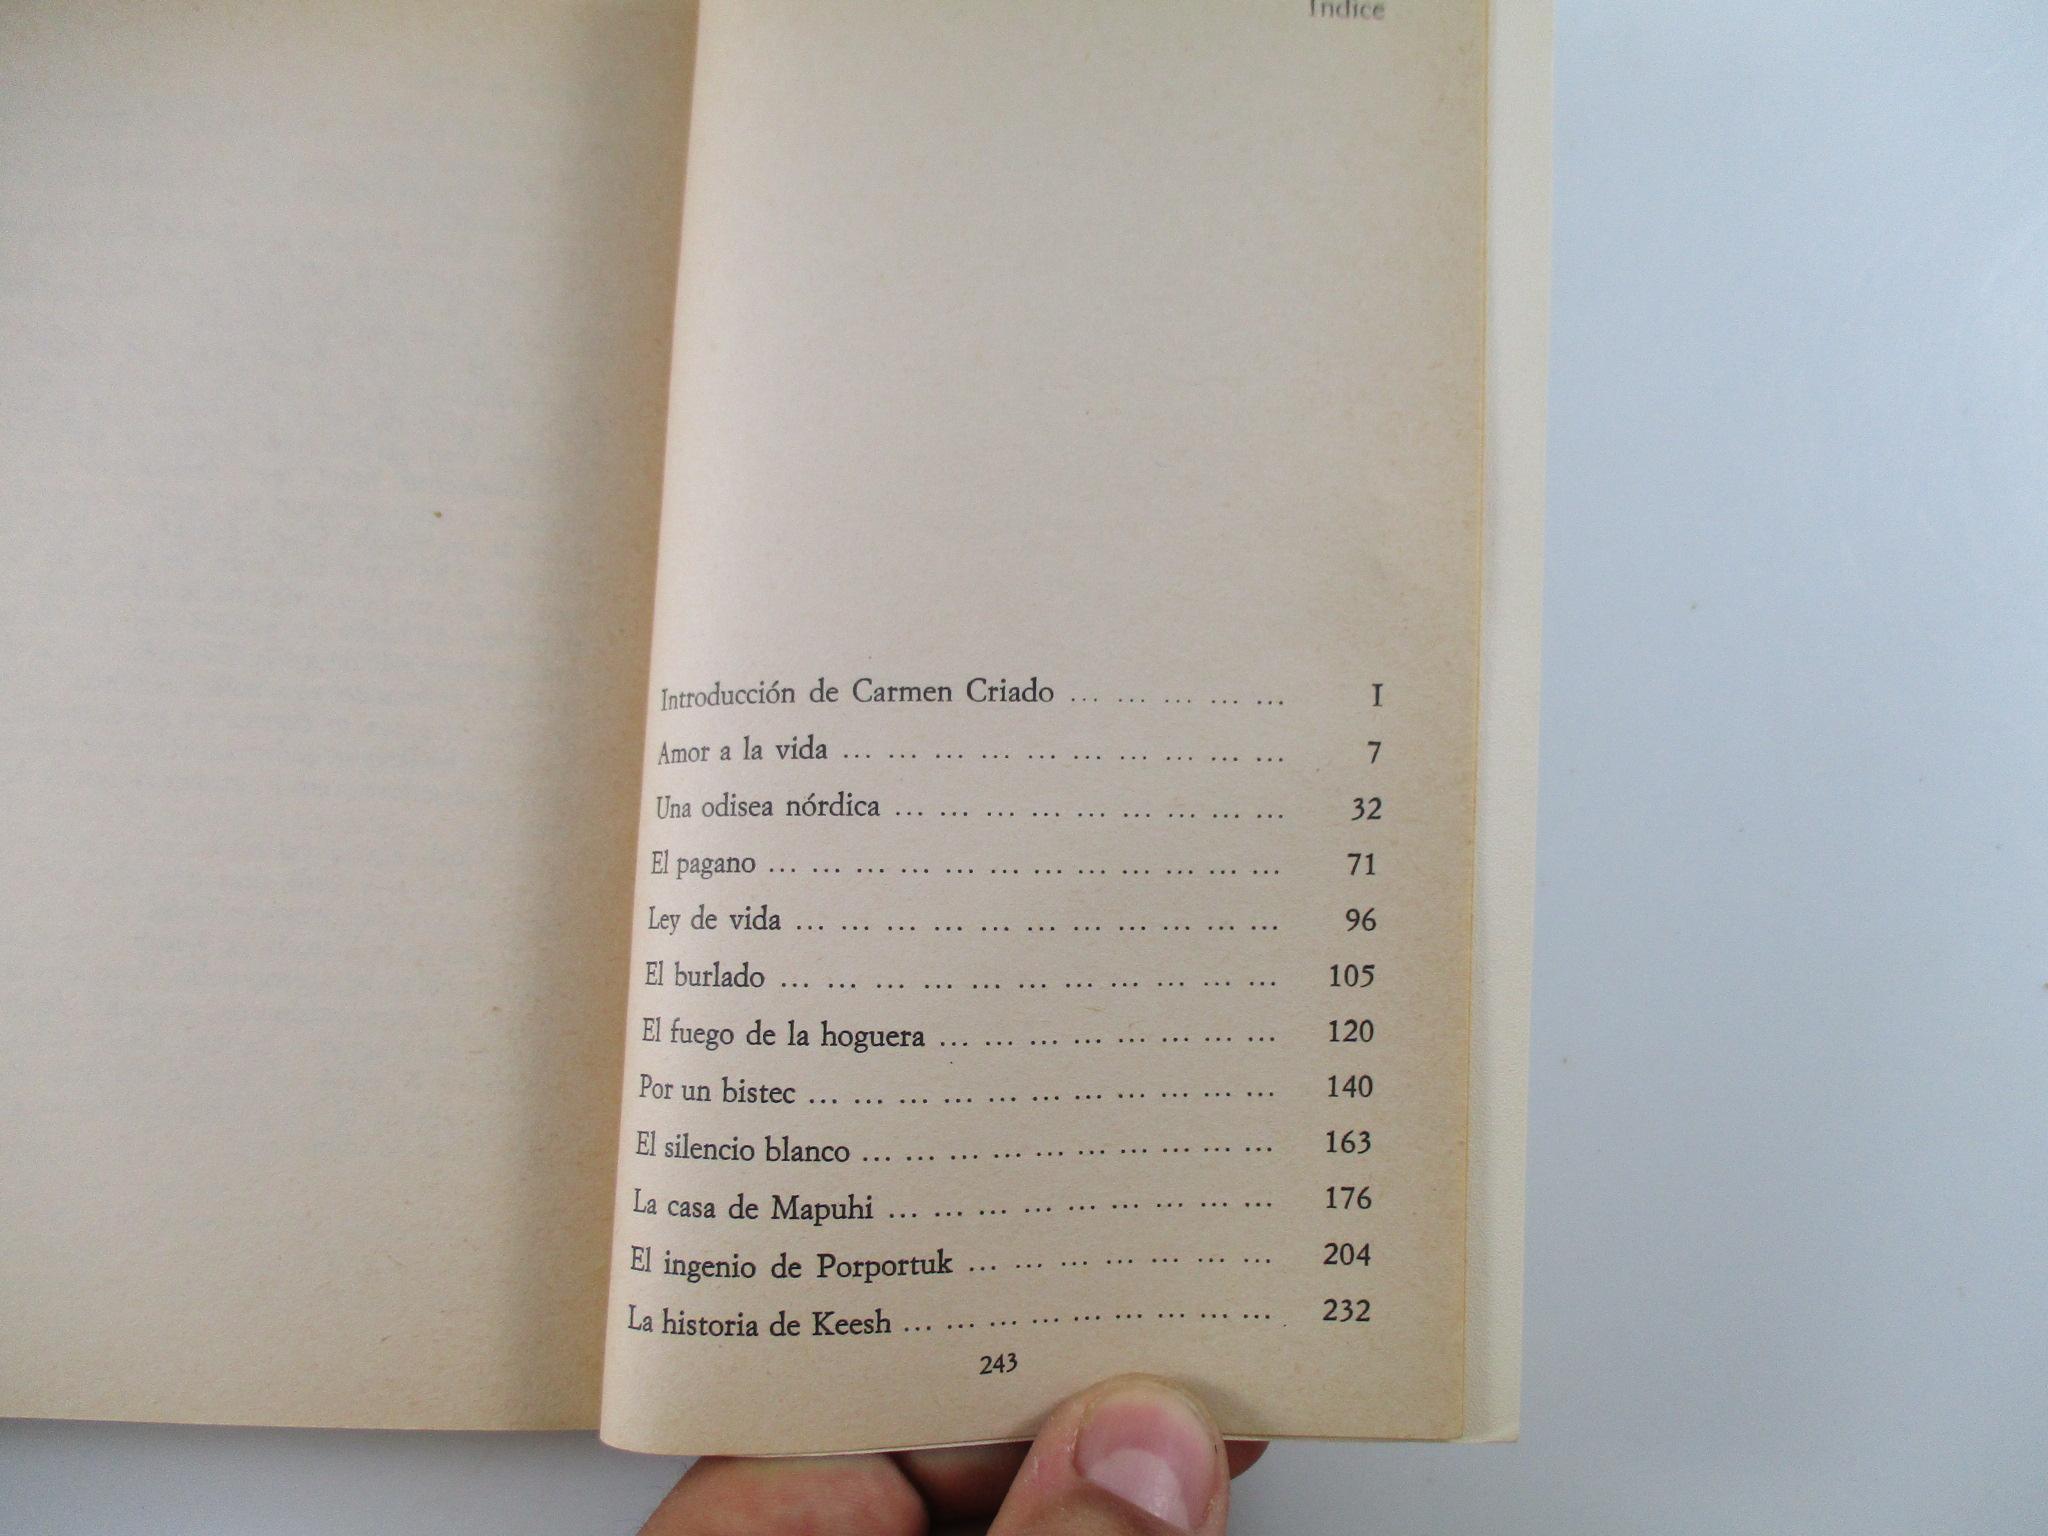 Indice
Introducción de Carmen Criado ... ... ... ... ... I
Amor a la vida ... ... ... ... ... ... ... ... ... ... 7
Una odisea nórdica ... ... ... ... ... ... ... ... ... 32
El pagano ... ... ... ... ... ... ... ... ... ... ... ... 71
Ley de vida ... ... ... ... ... ... ... ... ... ... ... 96
El burlado ... ... ... ... ... ... ... ... ... ... ... 105
El fuego de la hoguera ... ... ... ... ... ... ... ... 120
Por un bistec ... ... ... ... ... ... ... ... ... ... ... 140
El silencio blanco ... ... ... ... ... ... ... ... ... ... 163
La casa de Mapuhi ... ... ... ... ... ... ... ... ... 176
El ingenio de Porportuk ... ... ... ... ... ... ... 204
La historia de Keesh ... ... ... ... ... ... ... ... ... 232
243